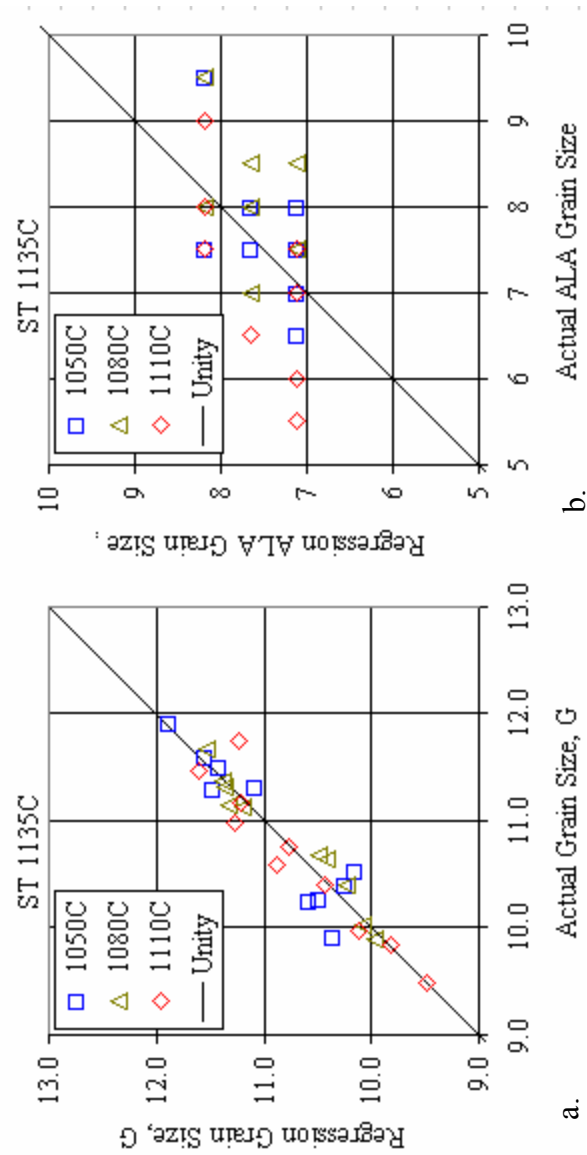 ST 1135C
13.0
12.0
11.0
10.0
9.0
1050C
1080C
1110C
Unity
Regression Grain Size, G
9.0 10.0 11.0 12.0 13.0
Actual Grain Size, G
a.
ST 1135C
10
9
8
7
6
5
1050C
1080C
1110C
Unity
Regression ALA Grain Size,
5 6 7 8 9 10
Actual ALA Grain Size
b.